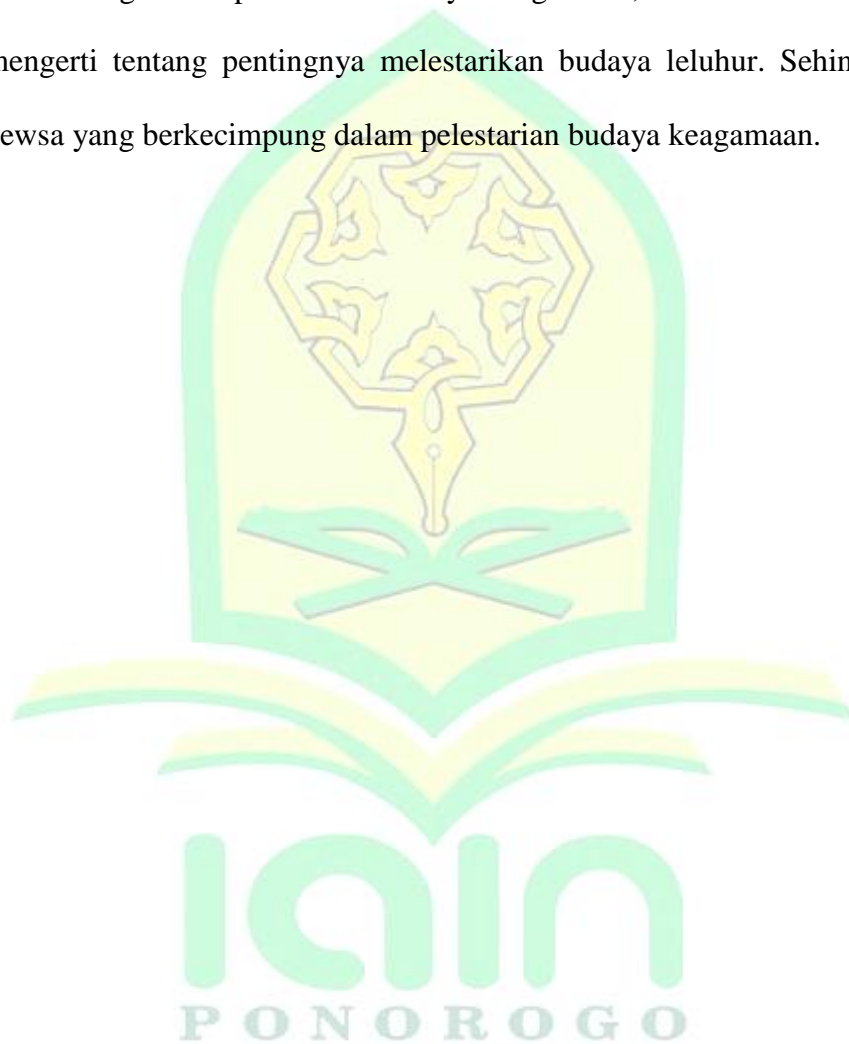 mengerti tentang pentingnya melestarikan budaya leluhur. Sehin
ewsa yang berkecimpung dalam pelestarian budaya keagamaan.
iain
PONOROGO